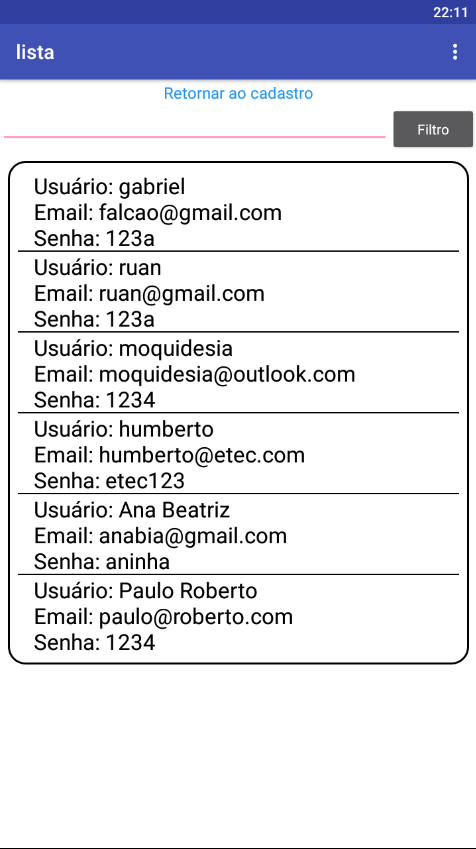 22:11
lista
Retornar ao cadastro
Filtro
Usuário: gabriel
Email: falcao@gmail.com
Senha: 123a
Usuário: ruan
Email: ruan@gmail.com
Senha: 123a
Usuário: moquidesia
Email: moquidesia@outlook.com
Senha: 1234
Usuário: humberto
Email: humberto@etec.com
Senha: etec123
Usuário: Ana Beatriz
Email: anabia@gmail.com
Senha: aninha
Usuário: Paulo Roberto
Email: paulo@roberto.com
Senha: 1234